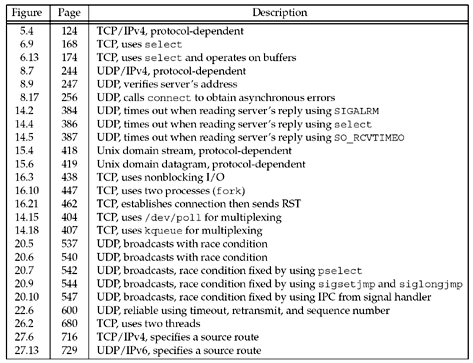 Figure Page Description
5.4 124 TCP/IPv4, protocol-dependent
6.9 168 TCP, uses select
6.13 174 TCP, uses select and operates on buffers
8.7 244 UDP/IPv4, protocol-dependent
8.9 247 UDP, verifies server's address
8.17 256 UDP, calls connect to obtain asynchronous errors
14.2 384 UDP, times out when reading server's reply using SIGALRM
14.4 386 UDP, times out when reading server's reply using select
14.5 387 UDP, times out when reading server's reply using SO_RCVTIMEO
15.4 418 Unix domain stream, protocol-dependent
15.6 419 Unix domain datagram, protocol-dependent
16.3 438 TCP, uses nonblocking I/O
16.10 447 TCP, uses two processes (fork)
16.21 462 TCP, establishes connection then sends RST
14.15 404 TCP, uses /dev/poll for multiplexing
14.18 407 TCP, uses kqueue for multiplexing
20.5 537 UDP, broadcasts with race condition
20.6 540 UDP, broadcasts with race condition
20.7 542 UDP, broadcasts, race condition fixed by using pselect
20.9 544 UDP, broadcasts, race condition fixed by using sigsetjmp and siglongjmp
20.10 547 UDP, broadcasts, race condition fixed by using IPC from signal handler
22.6 600 UDP, reliable using timeout, retransmit, and sequence number
26.2 680 TCP, uses two threads
27.6 716 TCP/IPv4, specifies a source route
27.13 729 UDP/IPv6, specifies a source route